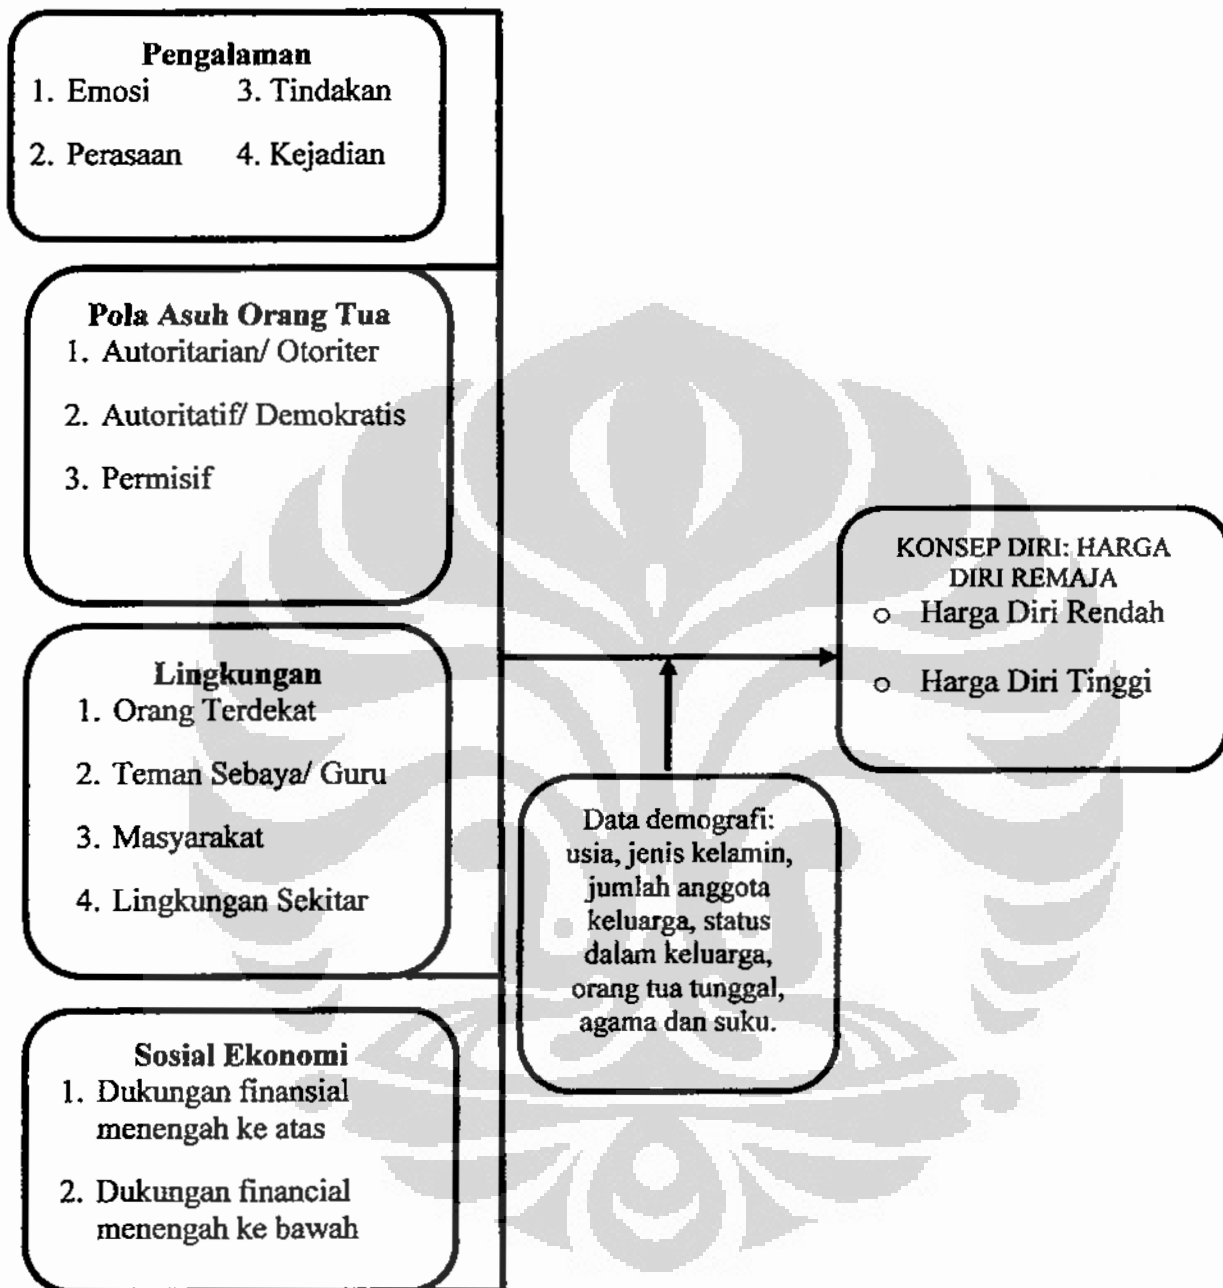 Pengalaman
1. Emosi 3. Tindakan
2. Perasaan 4. Kejadian
Pola Asuh Orang Tua
1. Autoritarian/ Otoriter
2. Autoritatif/ Demokratis
3. Permisif
Lingkungan
1. Orang Terdekat
2. Teman Sebaya/ Guru
3. Masyarakat
4. Lingkungan Sekitar
Sosial Ekonomi
1. Dukungan finansial
menengah ke atas
2. Dukungan financial
menengah ke bawah
Data demografi:
usia, jenis kelamin,
jumlah anggota
keluarga, status
dalam keluarga,
orang tua tunggal,
agama dan suku.
KONSEP DIRI: HARGA
DIRI REMAJA
o Harga Diri Rendah
o Harga Diri Tinggi